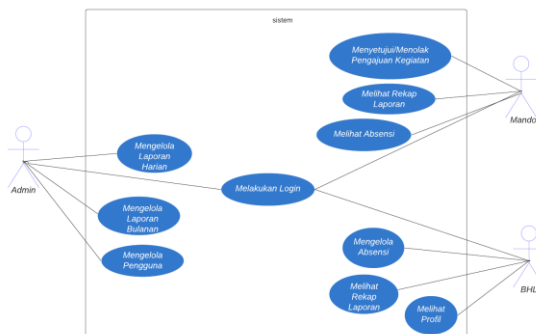 sistem
Menyetujui/Menolak
Pengajuan Kegiatan
Melihat Rekap
Laporan
Mando
Melihat Absensi
Mengelola
Laporan
Harian
Admin
Melakukan Login
Mengelola
Laporan
Bulanan
Mengelola
Pengguna
Mengelola
Absensi
Melihat
Rekap
Laporan
BHL
Melihat
Profil